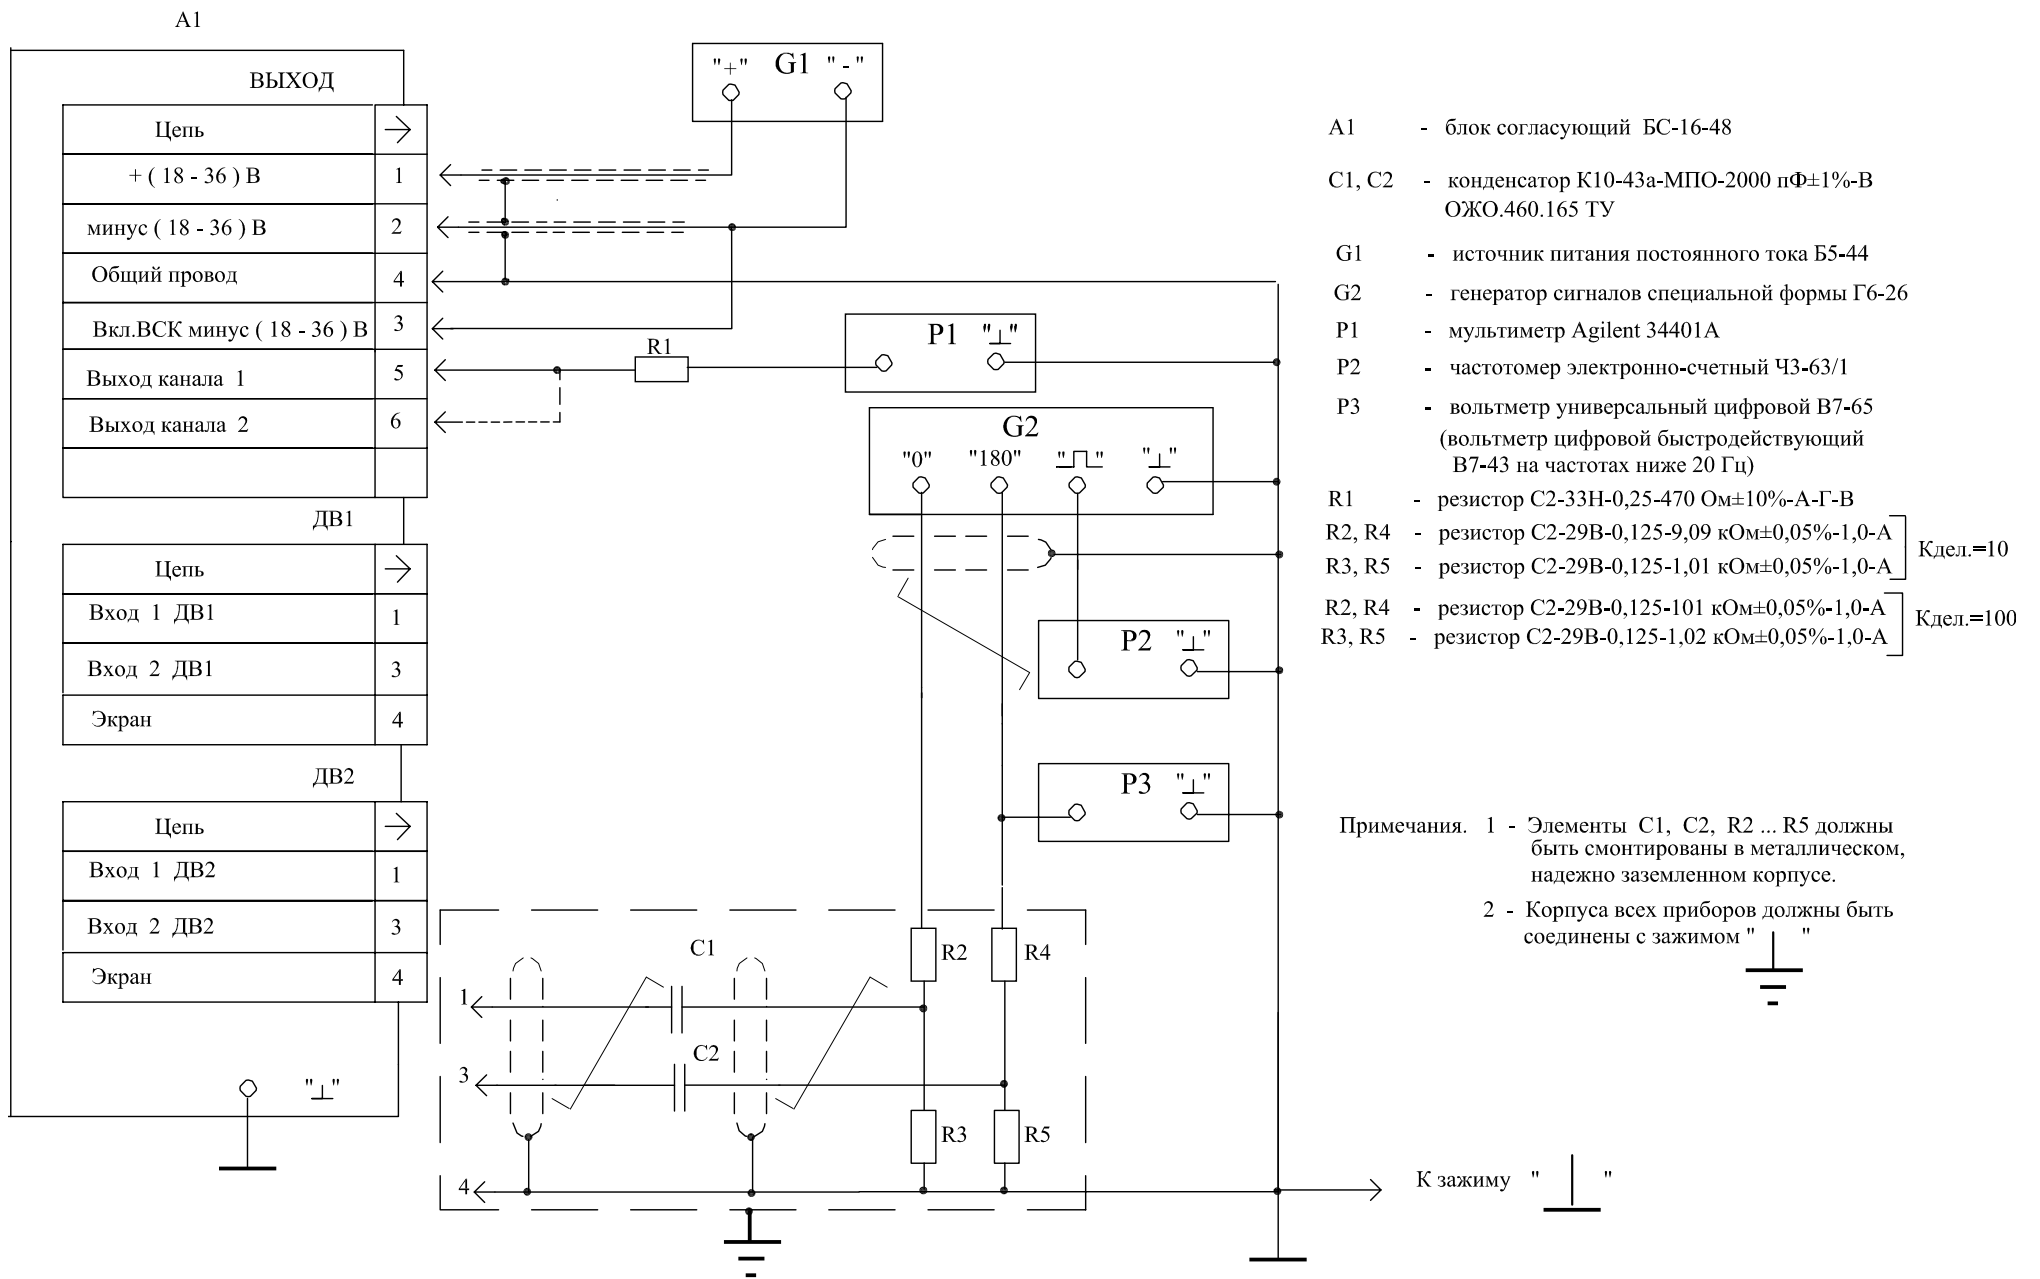 А1
ВЫХОД
Цепь
+ ( 18 - 36 ) В 1
минус ( 18 - 36 ) В 2
Общий провод 4
Вкл.ВСК минус ( 18 - 36 ) В 3
Выход канала 1 5
Выход канала 2 6
ДВ1
Цепь
Вход 1 ДВ1 1
Вход 2 ДВ1 3
Экран 4
ДВ2
Цепь
Вход 1 ДВ2 1
Вход 2 ДВ2 3
Экран 4
"⊥"
"+" G1 "-"
R1
P1 "⊥"
G2
"0" "180" "⎍" "⊥"
P2 "⊥"
P3 "⊥"
C1
R2 R4
1
C2
3
R3 R5
4
А1 - блок согласующий БС-16-48
С1, С2 - конденсатор К10-43а-МПО-2000 пФ±1%-В
ОЖО.460.165 ТУ
G1 - источник питания постоянного тока Б5-44
G2 - генератор сигналов специальной формы Г6-26
P1 - мультиметр Agilent 34401A
P2 - частотомер электронно-счетный Ч3-63/1
P3 - вольтметр универсальный цифровой В7-65
(вольтметр цифровой быстродействующий
В7-43 на частотах ниже 20 Гц)
R1 - резистор С2-33Н-0,25-470 Ом±10%-А-Г-В
R2, R4 - резистор С2-29В-0,125-9,09 кОм±0,05%-1,0-А
Кдел.=10
R3, R5 - резистор С2-29В-0,125-1,01 кОм±0,05%-1,0-А
R2, R4 - резистор С2-29В-0,125-101 кОм±0,05%-1,0-А
Кдел.=100
R3, R5 - резистор С2-29В-0,125-1,02 кОм±0,05%-1,0-А
Примечания. 1 - Элементы С1, С2, R2 ... R5 должны
быть смонтированы в металлическом,
надежно заземленном корпусе.
2 - Корпуса всех приборов должны быть
соединены с зажимом " "
К зажиму " ⊥ "